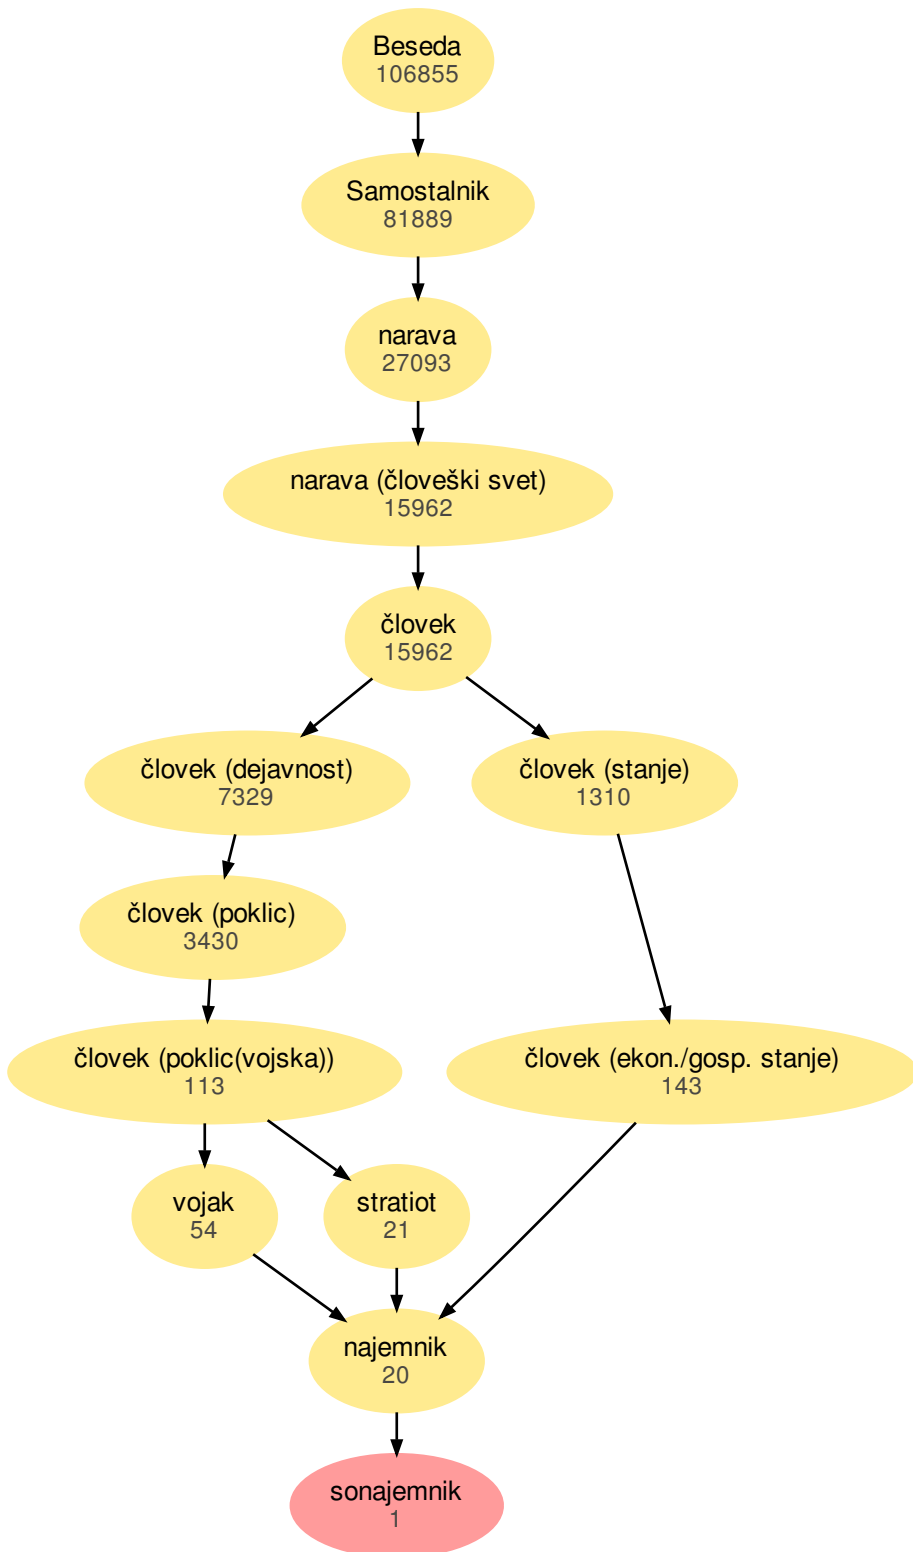 Beseda
106855
Samostalnik
81889
narava
27093
narava (človeški svet)
15962
človek
15962
človek (dejavnost)
7329
človek (stanje)
1310
človek (poklic)
3430
človek (poklic(vojska))
113
človek (ekon./gosp. stanje)
143
vojak
54
stratiot
21
najemnik
20
sonajemnik
1